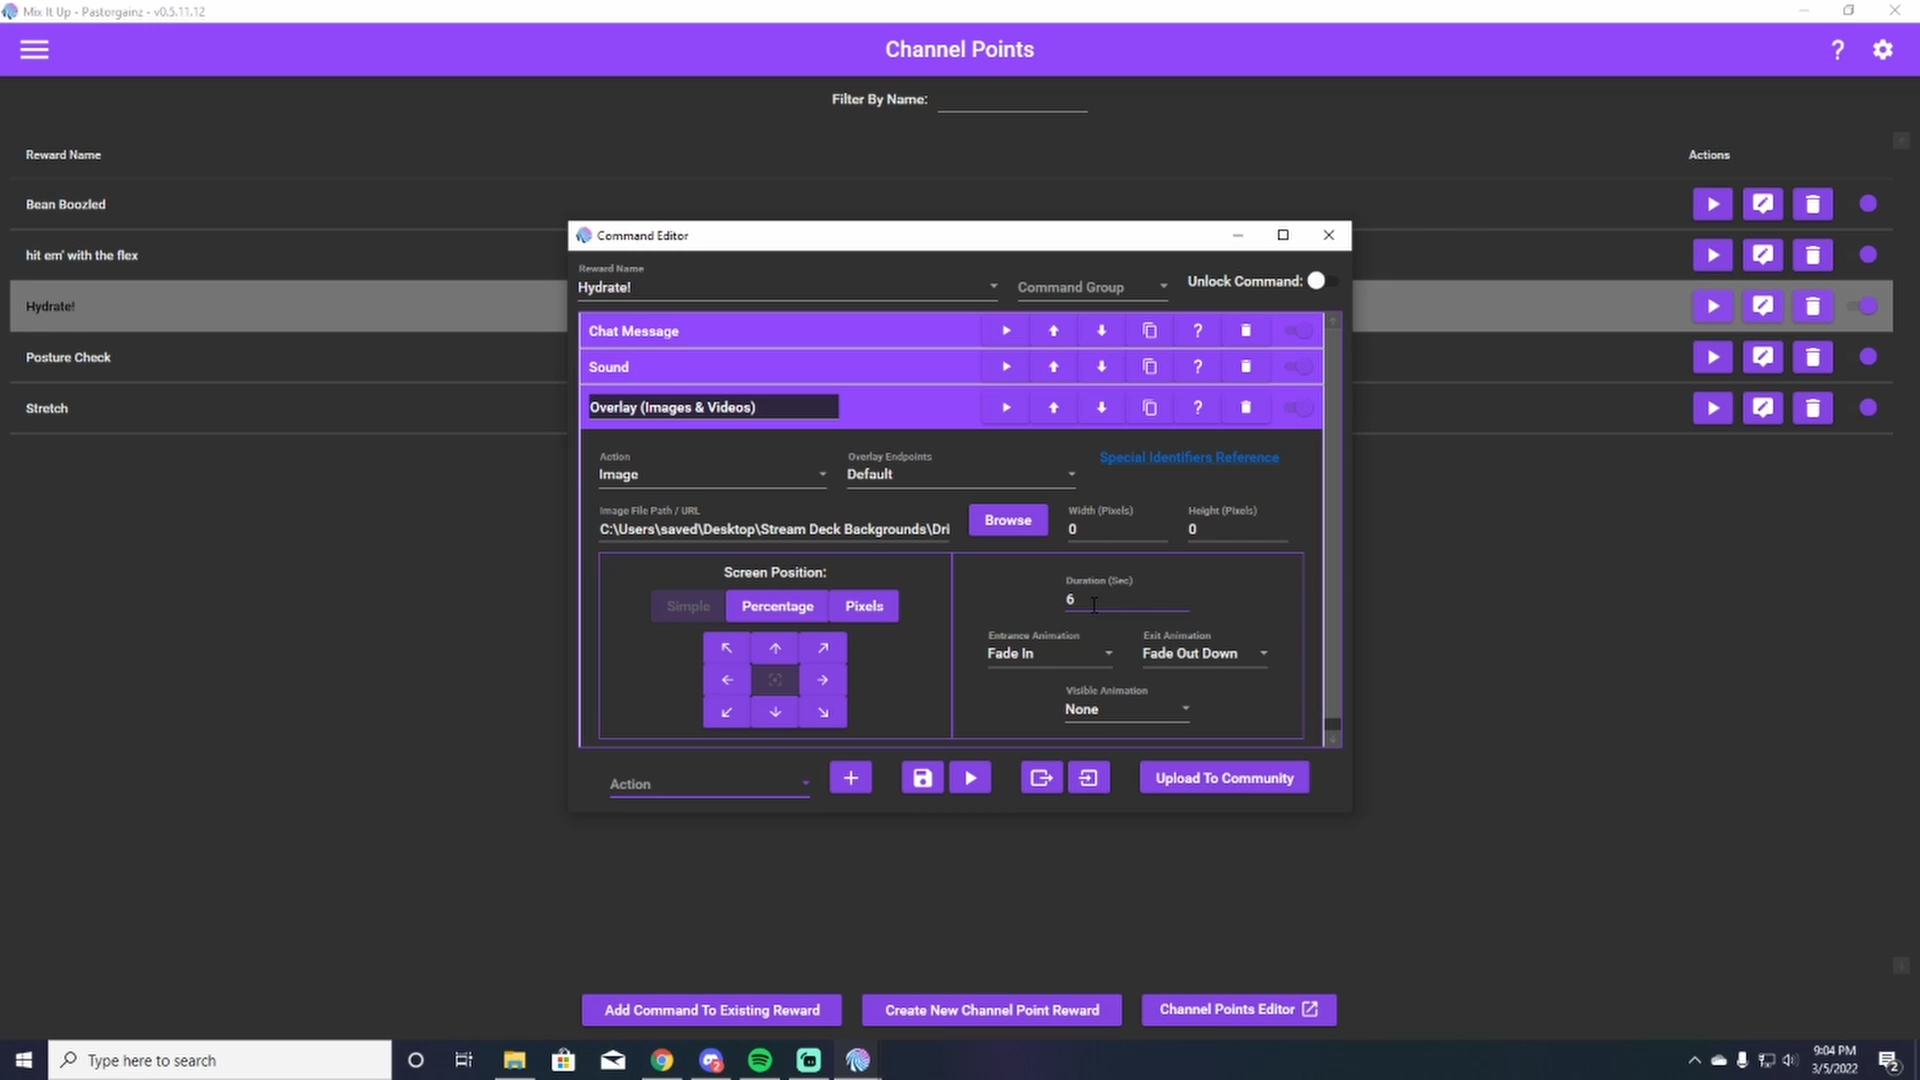 Mix It Up - Pastorgainz - v0.5.11.12
Channel Points
?
Filter By Name:
Reward Name
Actions
Bean Boozled
hit em' with the flex
Hydrate!
Posture Check
Stretch
Command Editor
Reward Name
Hydrate!
Command Group
Unlock Command:
Chat Message
?
Sound
?
Overlay (Images & Videos)
?
Action
Image
Overlay Endpoints
Default
Special Identifiers Reference
Image File Path / URL
C:\Users\saved\Desktop\Stream Deck Backgrounds\Dri
Browse
Width (Pixels)
0
Height (Pixels)
0
Screen Position:
Simple
Percentage
Pixels
Duration (Sec)
6
Entrance Animation
Fade In
Exit Animation
Fade Out Down
Visible Animation
None
Action
Upload To Community
Add Command To Existing Reward
Create New Channel Point Reward
Channel Points Editor
Type here to search
9:04 PM
3/5/2022
2